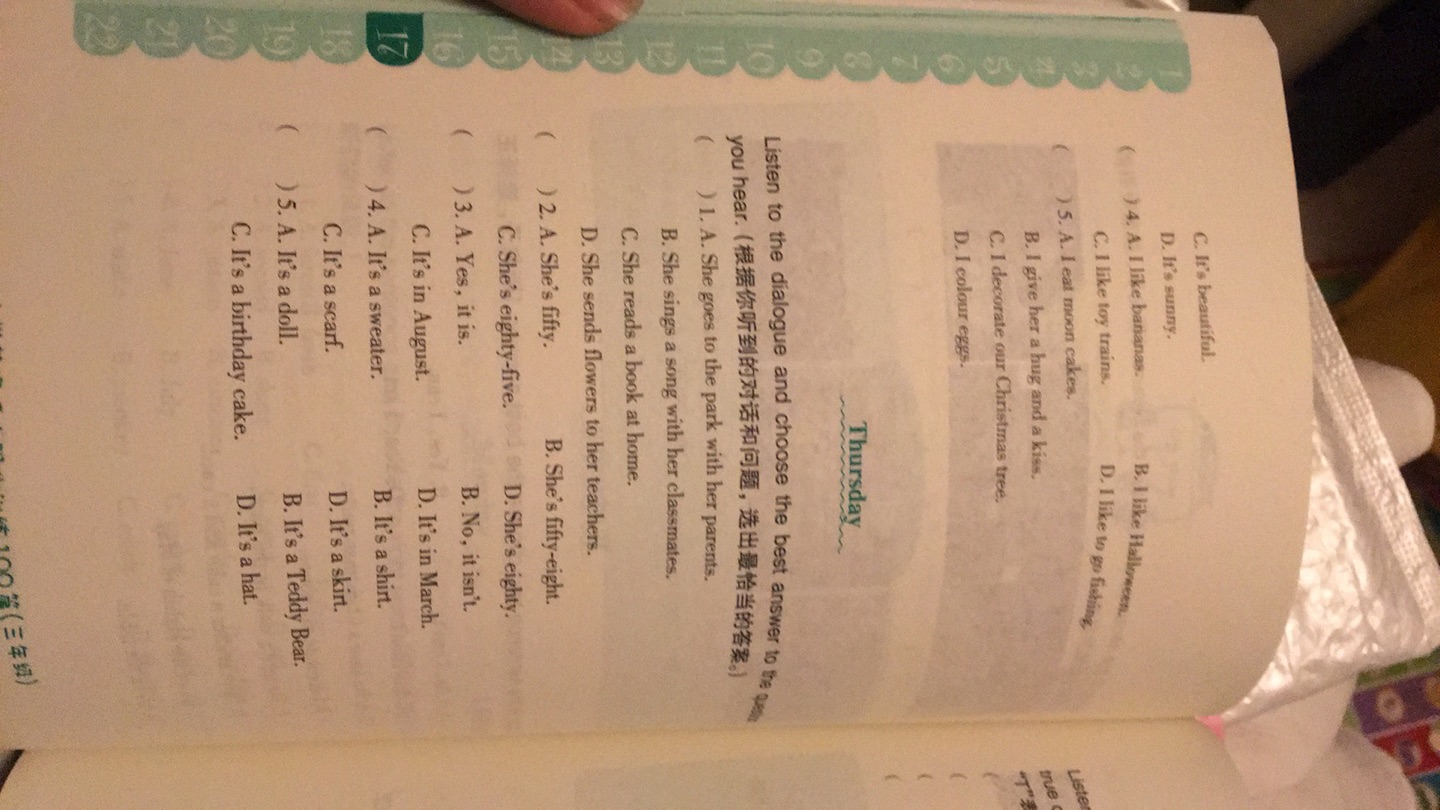 1
2
3
4
5
6
7
8
9
10
11
12
13
14
15
16
17
18
19
20
21
22
C. It's beautiful.
D. It's sunny.
( ) 4. A. I like bananas. B. I like Halloween.
C. I like toy trains. D. I like to go fishing.
( ) 5. A. I eat moon cakes.
B. I give her a hug and a kiss.
C. I decorate our Christmas tree.
D. I colour eggs.
Thursday
Listen to the dialogue and choose the best answer to the
you hear. (根据你听到的对话和问题，选出最恰当的答案。)
( ) 1. A. She goes to the park with her parents.
B. She sings a song with her classmates.
C. She reads a book at home.
D. She sends flowers to her teachers.
( ) 2. A. She's fifty. B. She's fifty-eight.
C. She's eighty-five. D. She's eighty.
( ) 3. A. Yes, it is. B. No, it isn't.
C. It's in August. D. It's in March.
( ) 4. A. It's a sweater. B. It's a shirt.
C. It's a scarf. D. It's a skirt.
( ) 5. A. It's a doll. B. It's a Teddy Bear.
C. It's a birthday cake. D. It's a hat.
100篇(三年级)